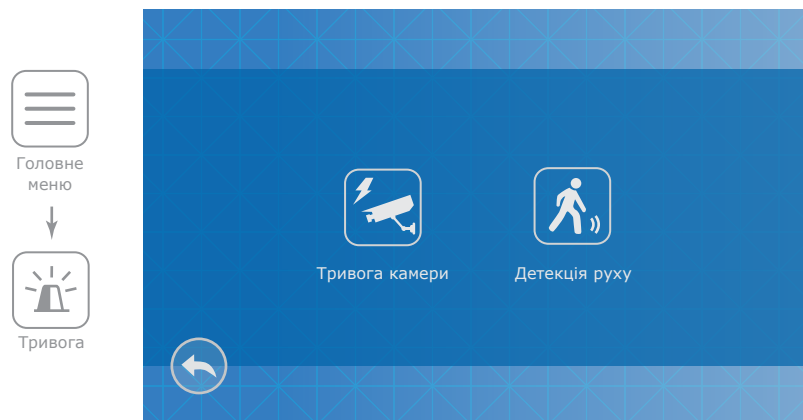 Головне
меню
Тривога
Тривога камери
Детекція руху